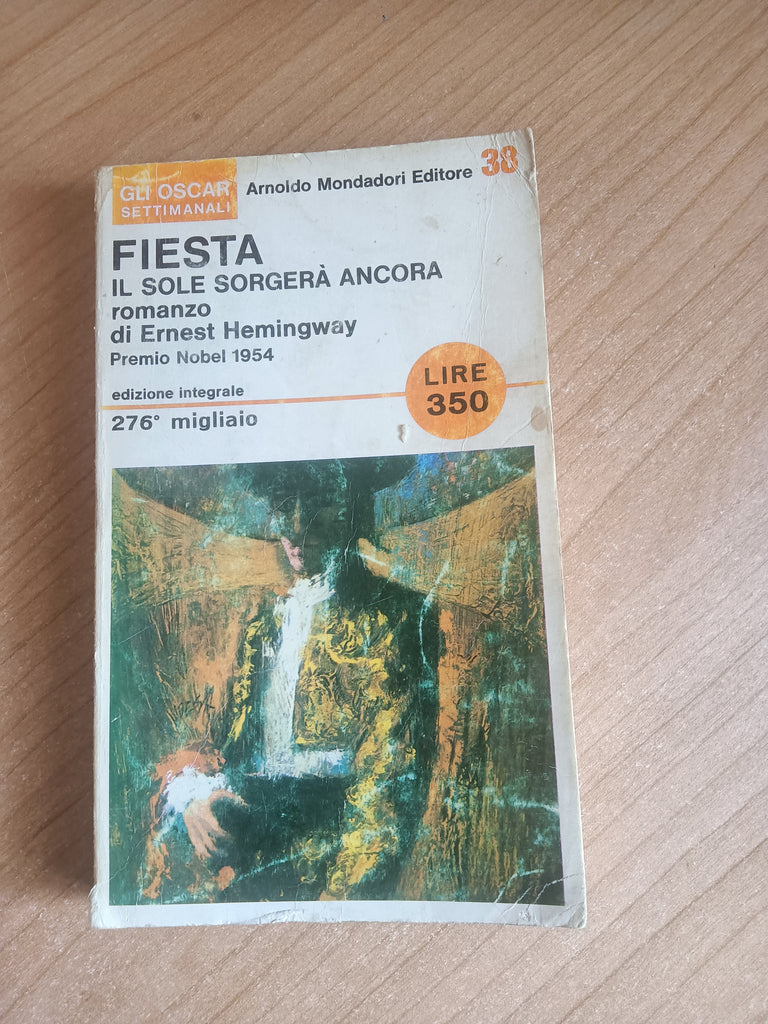 GLI OSCAR
SETTIMANALI
Arnoldo Mondadori Editore
38
FIESTA
IL SOLE SORGERÀ ANCORA
romanzo
di Ernest Hemingway
Premio Nobel 1954
edizione integrale
276° migliaio
LIRE
350